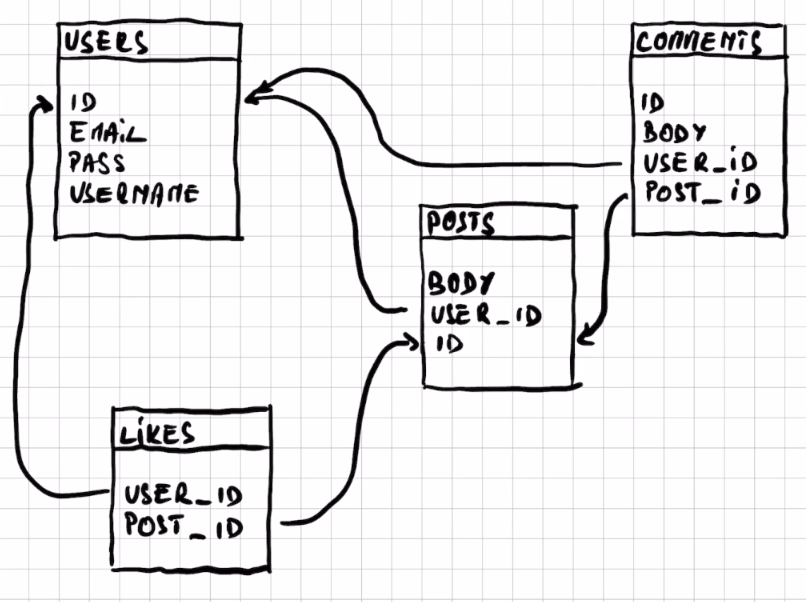 USERS
ID
EMAIL
PASS
USERNAME
COMMENTS
ID
BODY
USER_ID
POST_ID
POSTS
BODY
USER_ID
ID
LIKES
USER_ID
POST_ID